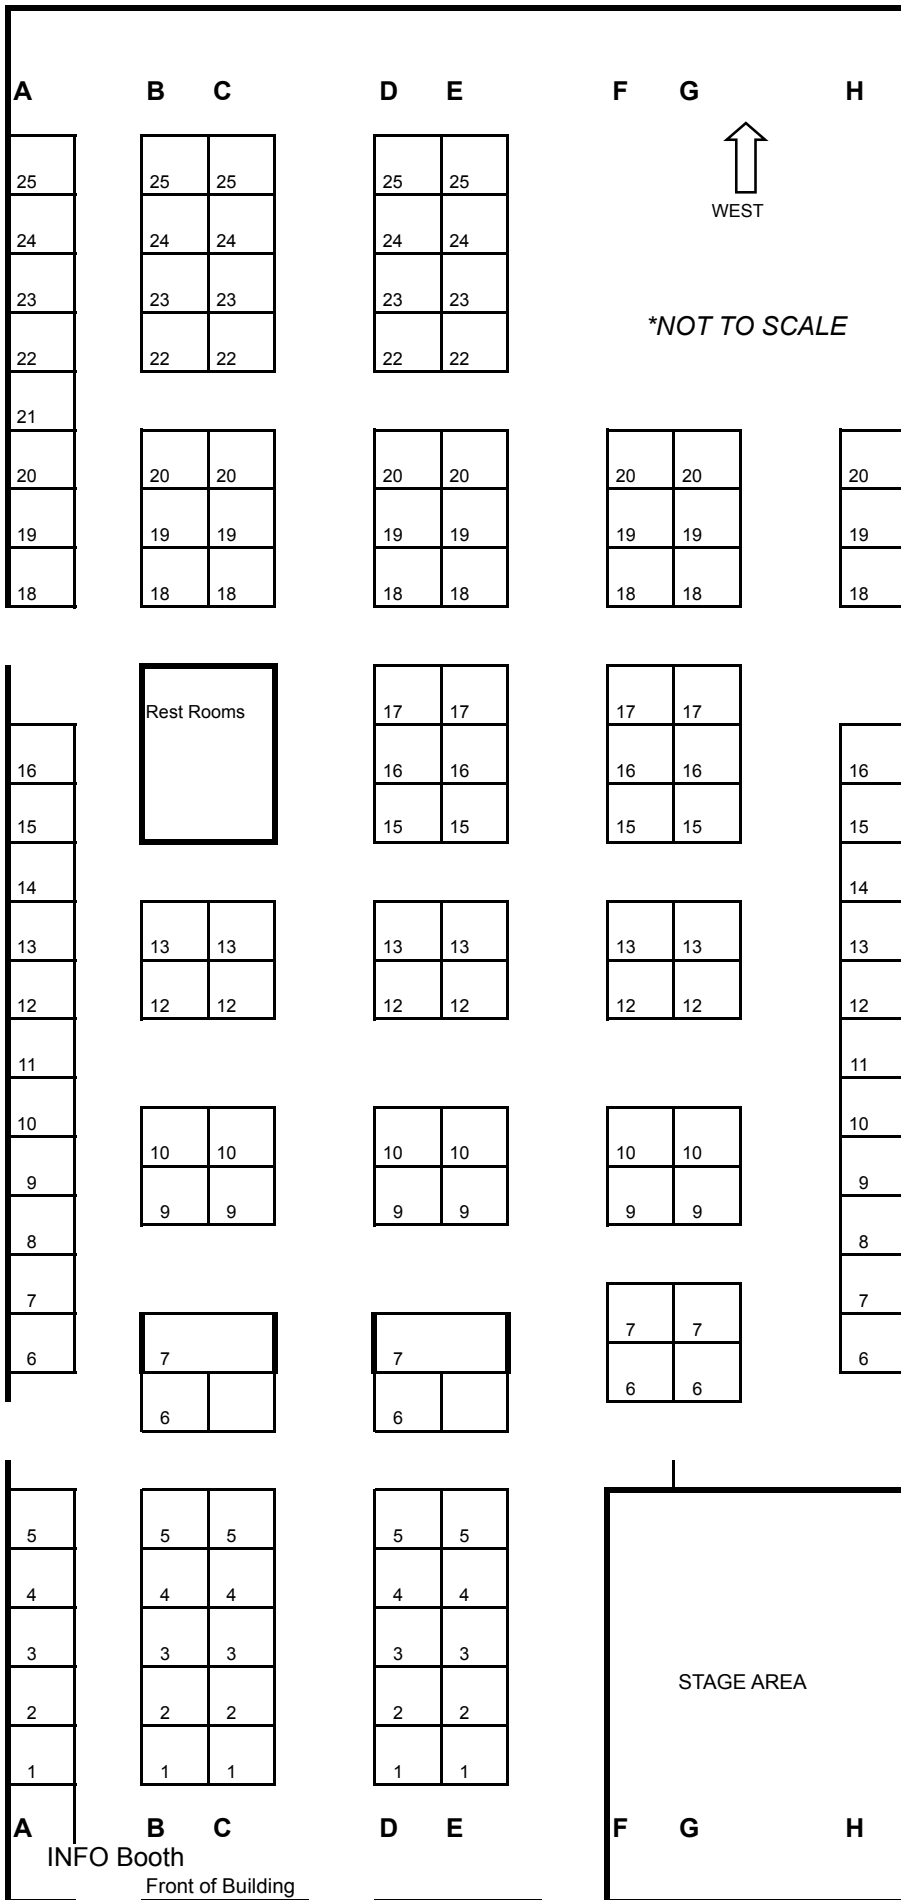 A B C D E F G H
25 25 25 25 25
WEST
24 24 24 24 24
23 23 23 23 23
*NOT TO SCALE
22 22 22 22 22
21
20 20 20 20 20 20 20 20
19 19 19 19 19 19 19 19
18 18 18 18 18 18 18 18
Rest Rooms 17 17 17 17
16 16 16 16 16 16
15 15 15 15 15 15
14 14
13 13 13 13 13 13 13 13
12 12 12 12 12 12 12 12
11 11
10 10
10 10 10 10 10 10
9 9
9 9 9 9 9 9
8 8
7 7
7 7
6 7 7 6
6 6
6 6
5 5 5 5 5
4 4 4 4 4
3 3 3 3 3
STAGE AREA
2 2 2 2 2
1 1 1 1 1
A B C D E F G H
INFO Booth
Front of Building